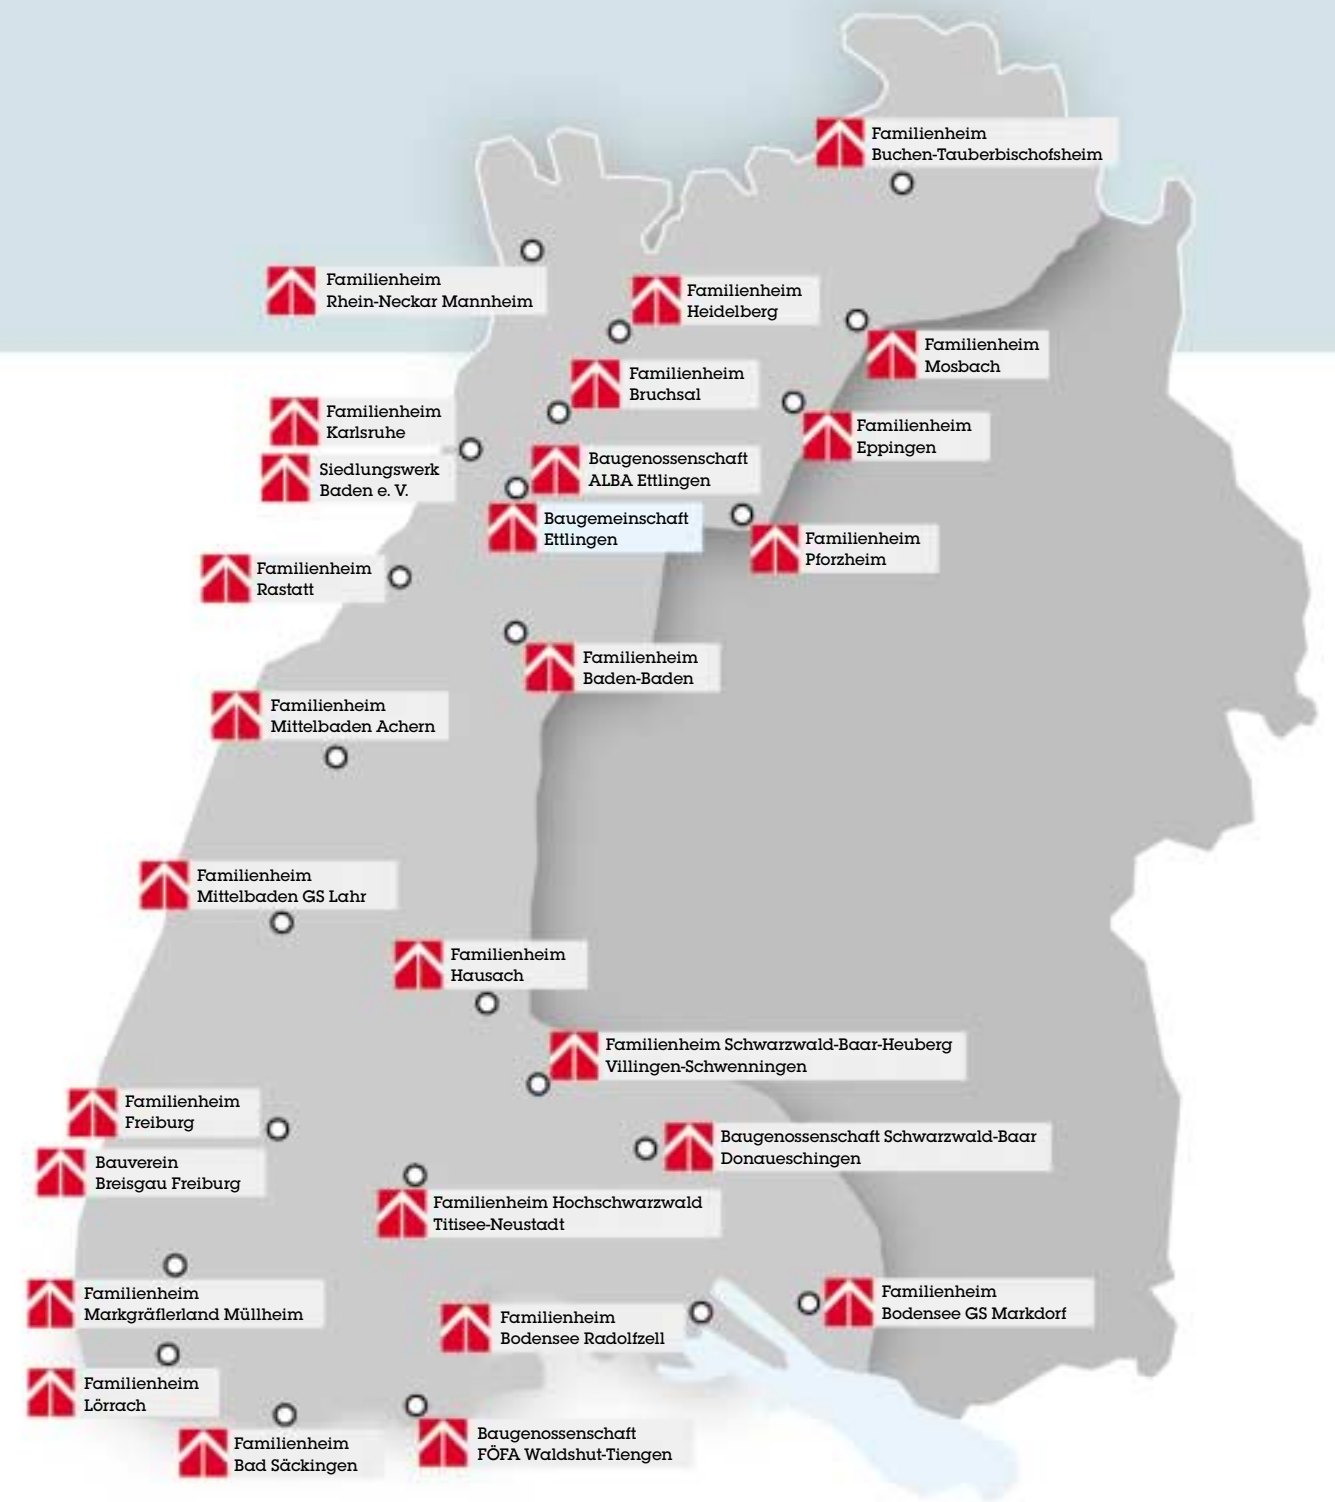 Familienheim
Buchen-Tauberbischofsheim
Familienheim
Rhein-Neckar Mannheim
Familienheim
Heidelberg
Familienheim
Mosbach
Familienheim
Bruchsal
Familienheim
Karlsruhe
Familienheim
Eppingen
Siedlungswerk
Baden e. V.
Baugenossenschaft
ALBA Ettlingen
Baugemeinschaft
Ettlingen
Familienheim
Pforzheim
Familienheim
Rastatt
Familienheim
Baden-Baden
Familienheim
Mittelbaden Achern
Familienheim
Mittelbaden GS Lahr
Familienheim
Hausach
Familienheim Schwarzwald-Baar-Heuberg
Villingen-Schwenningen
Familienheim
Freiburg
Baugenossenschaft Schwarzwald-Baar
Donaueschingen
Bauverein
Breisgau Freiburg
Familienheim Hochschwarzwald
Titisee-Neustadt
Familienheim
Markgräflerland Müllheim
Familienheim
Bodensee GS Markdorf
Familienheim
Bodensee Radolfzell
Familienheim
Lörrach
Familienheim
Bad Säckingen
Baugenossenschaft
FÖFA Waldshut-Tiengen